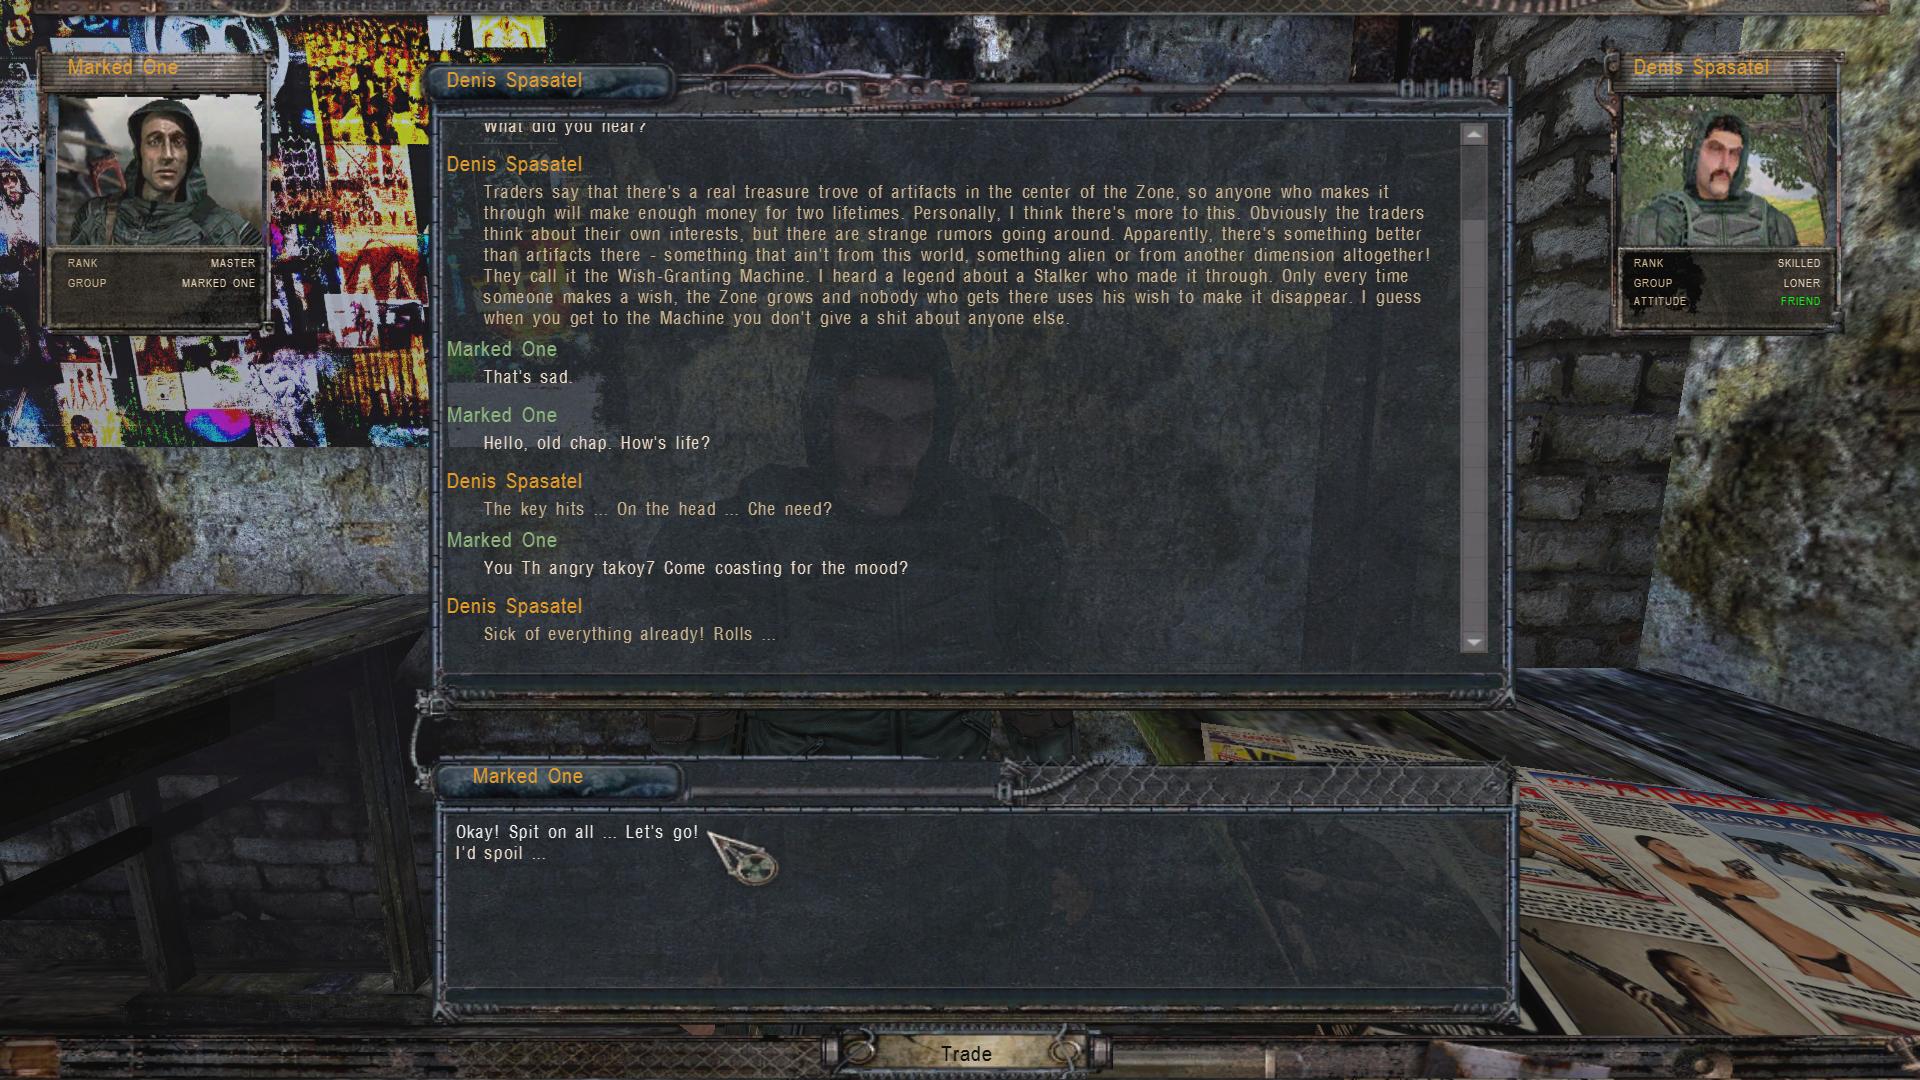 Marked One
RANK MASTER
GROUP MARKED ONE
Denis Spasatel
What did you hear?
Denis Spasatel
Traders say that there's a real treasure trove of artifacts in the center of the Zone, so anyone who makes it
through will make enough money for two lifetimes. Personally, I think there's more to this. Obviously the traders
think about their own interests, but there are strange rumors going around. Apparently, there's something better
than artifacts there - something that ain't from this world, something alien or from another dimension altogether!
They call it the Wish-Granting Machine. I heard a legend about a Stalker who made it through. Only every time
someone makes a wish, the Zone grows and nobody who gets there uses his wish to make it disappear. I guess
when you get to the Machine you don't give a shit about anyone else.
Marked One
That's sad.
Marked One
Hello, old chap. How's life?
Denis Spasatel
The key hits ... On the head ... Che need?
Marked One
You Th angry takoy7 Come coasting for the mood?
Denis Spasatel
Sick of everything already! Rolls ...
Denis Spasatel
RANK SKILLED
GROUP LONER
ATTITUDE FRIEND
Marked One
Okay! Spit on all ... Let's go!
I'd spoil ...
Trade